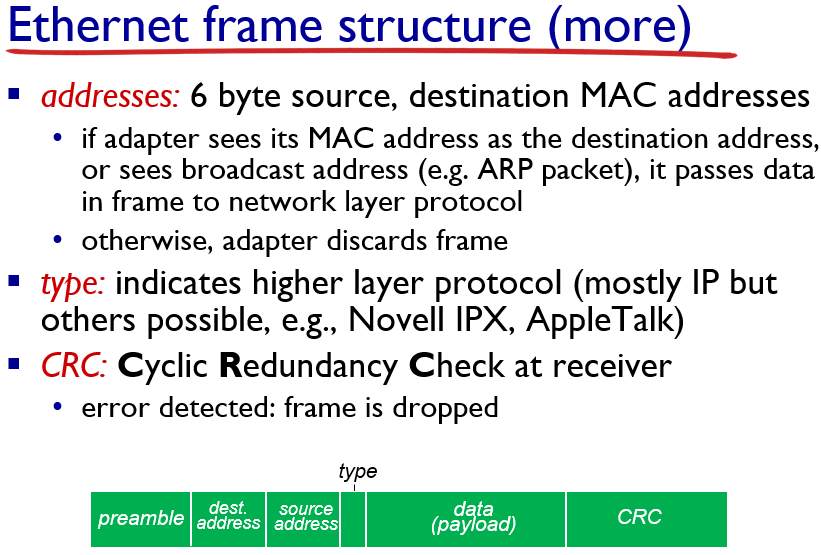 Ethernet frame structure (more)
▪ addresses: 6 byte source, destination MAC addresses
• if adapter sees its MAC address as the destination address,
or sees broadcast address (e.g. ARP packet), it passes data
in frame to network layer protocol
• otherwise, adapter discards frame
▪ type: indicates higher layer protocol (mostly IP but
others possible, e.g., Novell IPX, AppleTalk)
▪ CRC: Cyclic Redundancy Check at receiver
• error detected: frame is dropped
type
preamble
dest.
address
source
address
data
(payload)
CRC